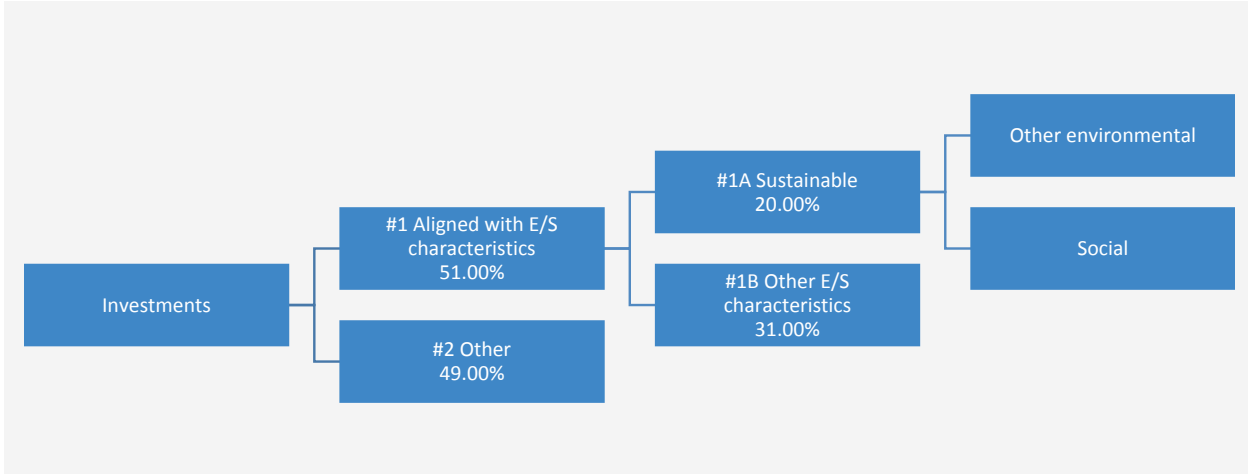 Investments
#1 Aligned with E/S
characteristics
51.00%
#2 Other
49.00%
#1A Sustainable
20.00%
#1B Other E/S
characteristics
31.00%
Other environmental
Social